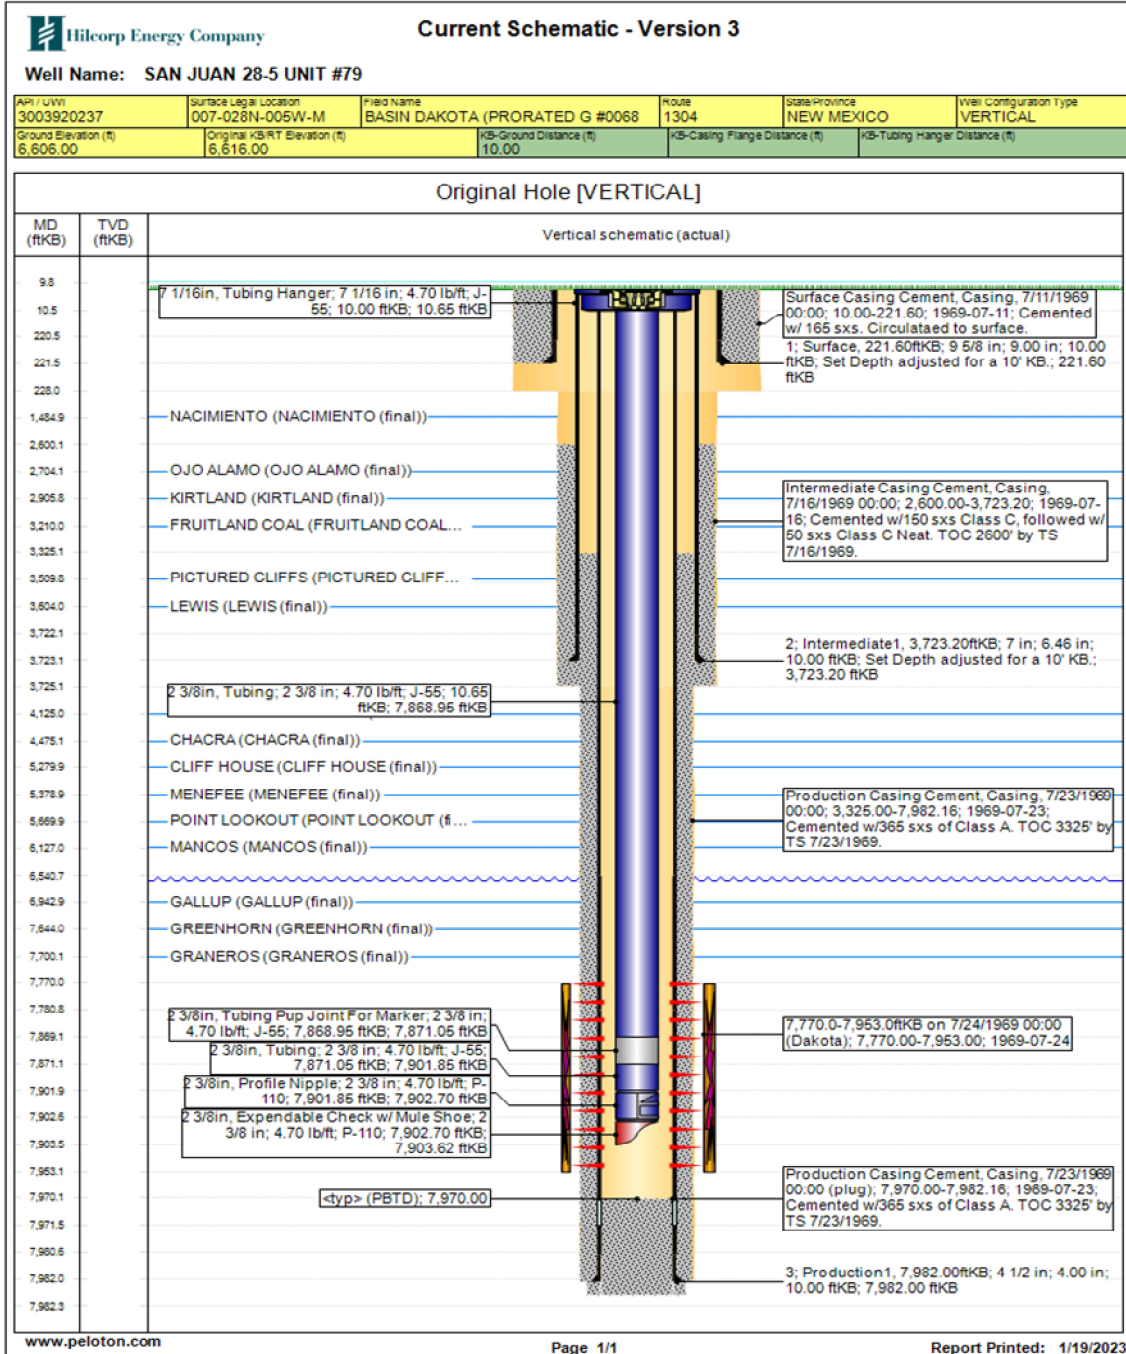 Hilcorp Energy Company
Current Schematic - Version 3
Well Name: SAN JUAN 28-5 UNIT #79
API / UWI
3003920237
Surface Legal Location
007-028N-005W-M
Field Name
BASIN DAKOTA (PRORATED G #0068
Route
1304
State/Province
NEW MEXICO
Well Configuration Type
VERTICAL
Ground Elevation (ft)
6,606.00
Original KB/RT Elevation (ft)
6,616.00
KB-Ground Distance (ft)
10.00
KB-Casing Flange Distance (ft)
KB-Tubing Hanger Distance (ft)
Original Hole [VERTICAL]
MD
(ftKB)
TVD
(ftKB)
Vertical schematic (actual)
9.8
10.5
220.5
221.5
228.0
1,484.9
2,600.1
2,704.1
2,905.8
3,210.0
3,325.1
3,509.8
3,604.0
3,722.1
3,723.1
3,725.1
4,125.0
4,475.1
5,279.9
5,378.9
5,669.9
6,127.0
6,540.7
6,942.9
7,644.0
7,700.1
7,770.0
7,780.8
7,869.1
7,871.1
7,901.9
7,902.6
7,903.5
7,953.1
7,970.1
7,971.5
7,980.6
7,982.0
7,982.3
7 1/16in, Tubing Hanger; 7 1/16 in; 4.70 lb/ft; J-
55; 10.00 ftKB; 10.65 ftKB
NACIMIENTO (NACIMIENTO (final))
OJO ALAMO (OJO ALAMO (final))
KIRTLAND (KIRTLAND (final))
FRUITLAND COAL (FRUITLAND COAL...
PICTURED CLIFFS (PICTURED CLIFF...
LEWIS (LEWIS (final))
2 3/8in, Tubing; 2 3/8 in; 4.70 lb/ft; J-55; 10.65
ftKB; 7,868.95 ftKB
CHACRA (CHACRA (final))
CLIFF HOUSE (CLIFF HOUSE (final))
MENEFEE (MENEFEE (final))
POINT LOOKOUT (POINT LOOKOUT (fi...
MANCOS (MANCOS (final))
GALLUP (GALLUP (final))
GREENHORN (GREENHORN (final))
GRANEROS (GRANEROS (final))
2 3/8in, Tubing Pup Joint For Marker; 2 3/8 in;
4.70 lb/ft; J-55; 7,868.95 ftKB; 7,871.05 ftKB
2 3/8in, Tubing; 2 3/8 in; 4.70 lb/ft; J-55;
7,871.05 ftKB; 7,901.85 ftKB
2 3/8in, Profile Nipple; 2 3/8 in; 4.70 lb/ft; P-
110; 7,901.85 ftKB; 7,902.70 ftKB
2 3/8in, Expendable Check w/ Mule Shoe; 2
3/8 in; 4.70 lb/ft; P-110; 7,902.70 ftKB;
7,903.62 ftKB
<typ> (PBTD); 7,970.00
Surface Casing Cement, Casing, 7/11/1969
00:00; 10.00-221.60; 1969-07-11; Cemented
w/ 165 sxs. Circulataed to surface.
1; Surface, 221.60ftKB; 9 5/8 in; 9.00 in; 10.00
ftKB; Set Depth adjusted for a 10' KB.; 221.60
ftKB
Intermediate Casing Cement, Casing,
7/16/1969 00:00; 2,600.00-3,723.20; 1969-07-
16; Cemented w/150 sxs Class C, followed w/
50 sxs Class C Neat. TOC 2600' by TS
7/16/1969.
2; Intermediate1, 3,723.20ftKB; 7 in; 6.46 in;
10.00 ftKB; Set Depth adjusted for a 10' KB.;
3,723.20 ftKB
Production Casing Cement, Casing, 7/23/1969
00:00; 3,325.00-7,982.16; 1969-07-23;
Cemented w/365 sxs of Class A. TOC 3325' by
TS 7/23/1969.
7,770.0-7,953.0ftKB on 7/24/1969 00:00
(Dakota); 7,770.00-7,953.00; 1969-07-24
Production Casing Cement, Casing, 7/23/1969
00:00 (plug); 7,970.00-7,982.16; 1969-07-23;
Cemented w/365 sxs of Class A. TOC 3325' by
TS 7/23/1969.
3; Production1, 7,982.00ftKB; 4 1/2 in; 4.00 in;
10.00 ftKB; 7,982.00 ftKB
www.peloton.com
Page 1/1
Report Printed: 1/19/2023